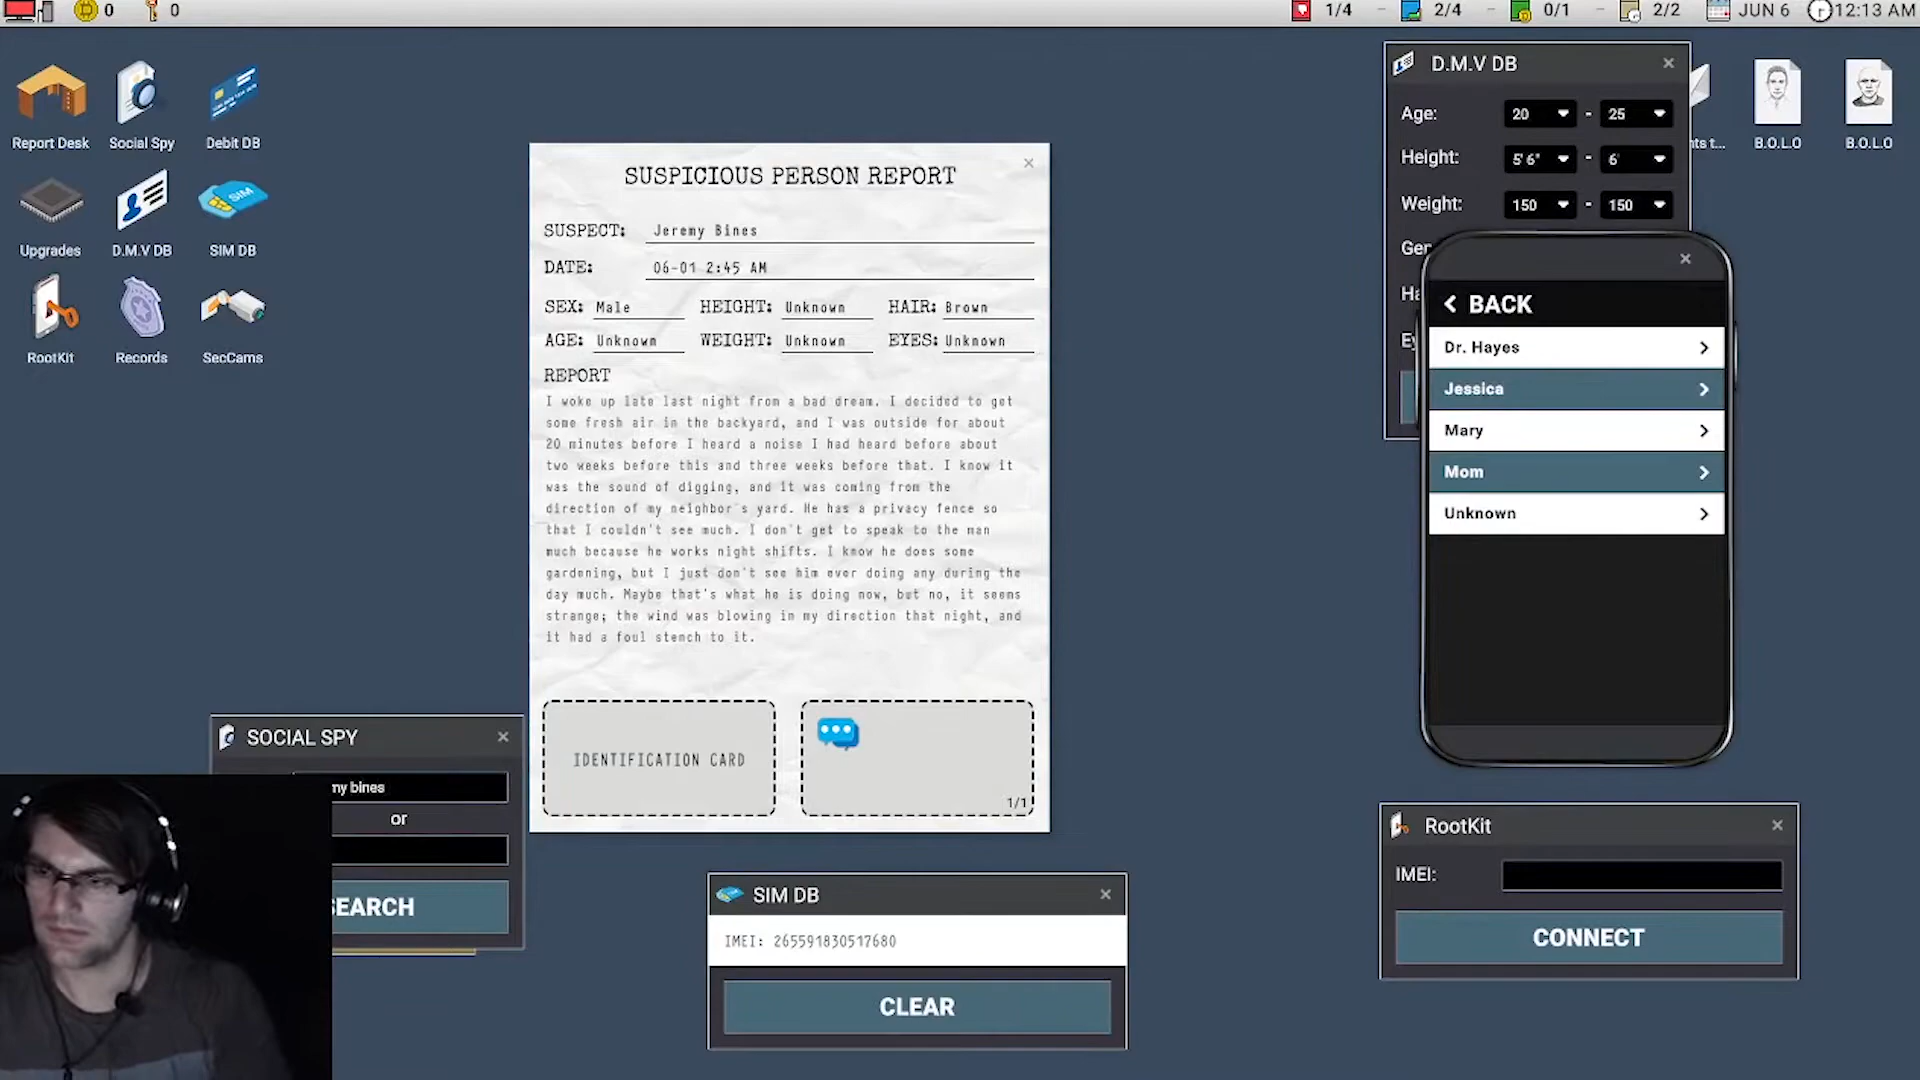 0 0 1/4 - 2/4 - 0/1 - 2/2 JUN 6 12:13 AM
Report Desk Social Spy Debit DB
Upgrades D.M.V DB SIM DB
RootKit Records SecCams
B.O.L.O B.O.L.O
SUSPICIOUS PERSON REPORT
SUSPECT: Jeremy Bines
DATE: 06-01 2:45 AM
SEX: Male HEIGHT: Unknown HAIR: Brown
AGE: Unknown WEIGHT: Unknown EYES: Unknown
REPORT
I woke up late last night from a bad dream. I decided to get
some fresh air in the backyard, and I was outside for about
20 minutes before I heard a noise I had heard before about
two weeks before this and three weeks before that. I know it
was the sound of digging, and it was coming from the
direction of my neighbor's yard. He has a privacy fence so
that I couldn't see much. I don't get to speak to the man
much because he works night shifts. I know he does some
gardening, but I just don't see him ever doing any during the
day much. Maybe that's what he is doing now, but no, it seems
strange; the wind was blowing in my direction that night, and
it had a foul stench to it.
IDENTIFICATION CARD
1/1
D.M.V DB
Age: 20 - 25
Height: 5' 6" - 6'
Weight: 150 - 150
BACK
Dr. Hayes
Jessica
Mary
Mom
Unknown
SOCIAL SPY
my bines
or
SEARCH
SIM DB
IMEI: 265591830517680
CLEAR
RootKit
IMEI:
CONNECT